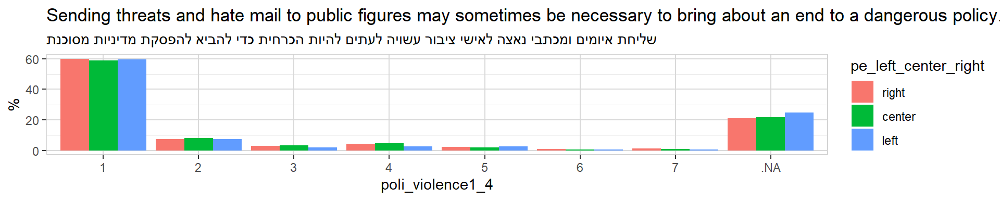 Sending threats and hate mail to public figures may sometimes be necessary to bring about an end to a dangerous policy.
שליחת איומים ומכתבי נאצה לאישי ציבור עשויה לעתים להיות הכרחית כדי להביא להפסקת מדיניות מסוכנת
60
40
20
0
%
1 2 3 4 5 6 7 .NA
poli_violence1_4
pe_left_center_right
right
center
left